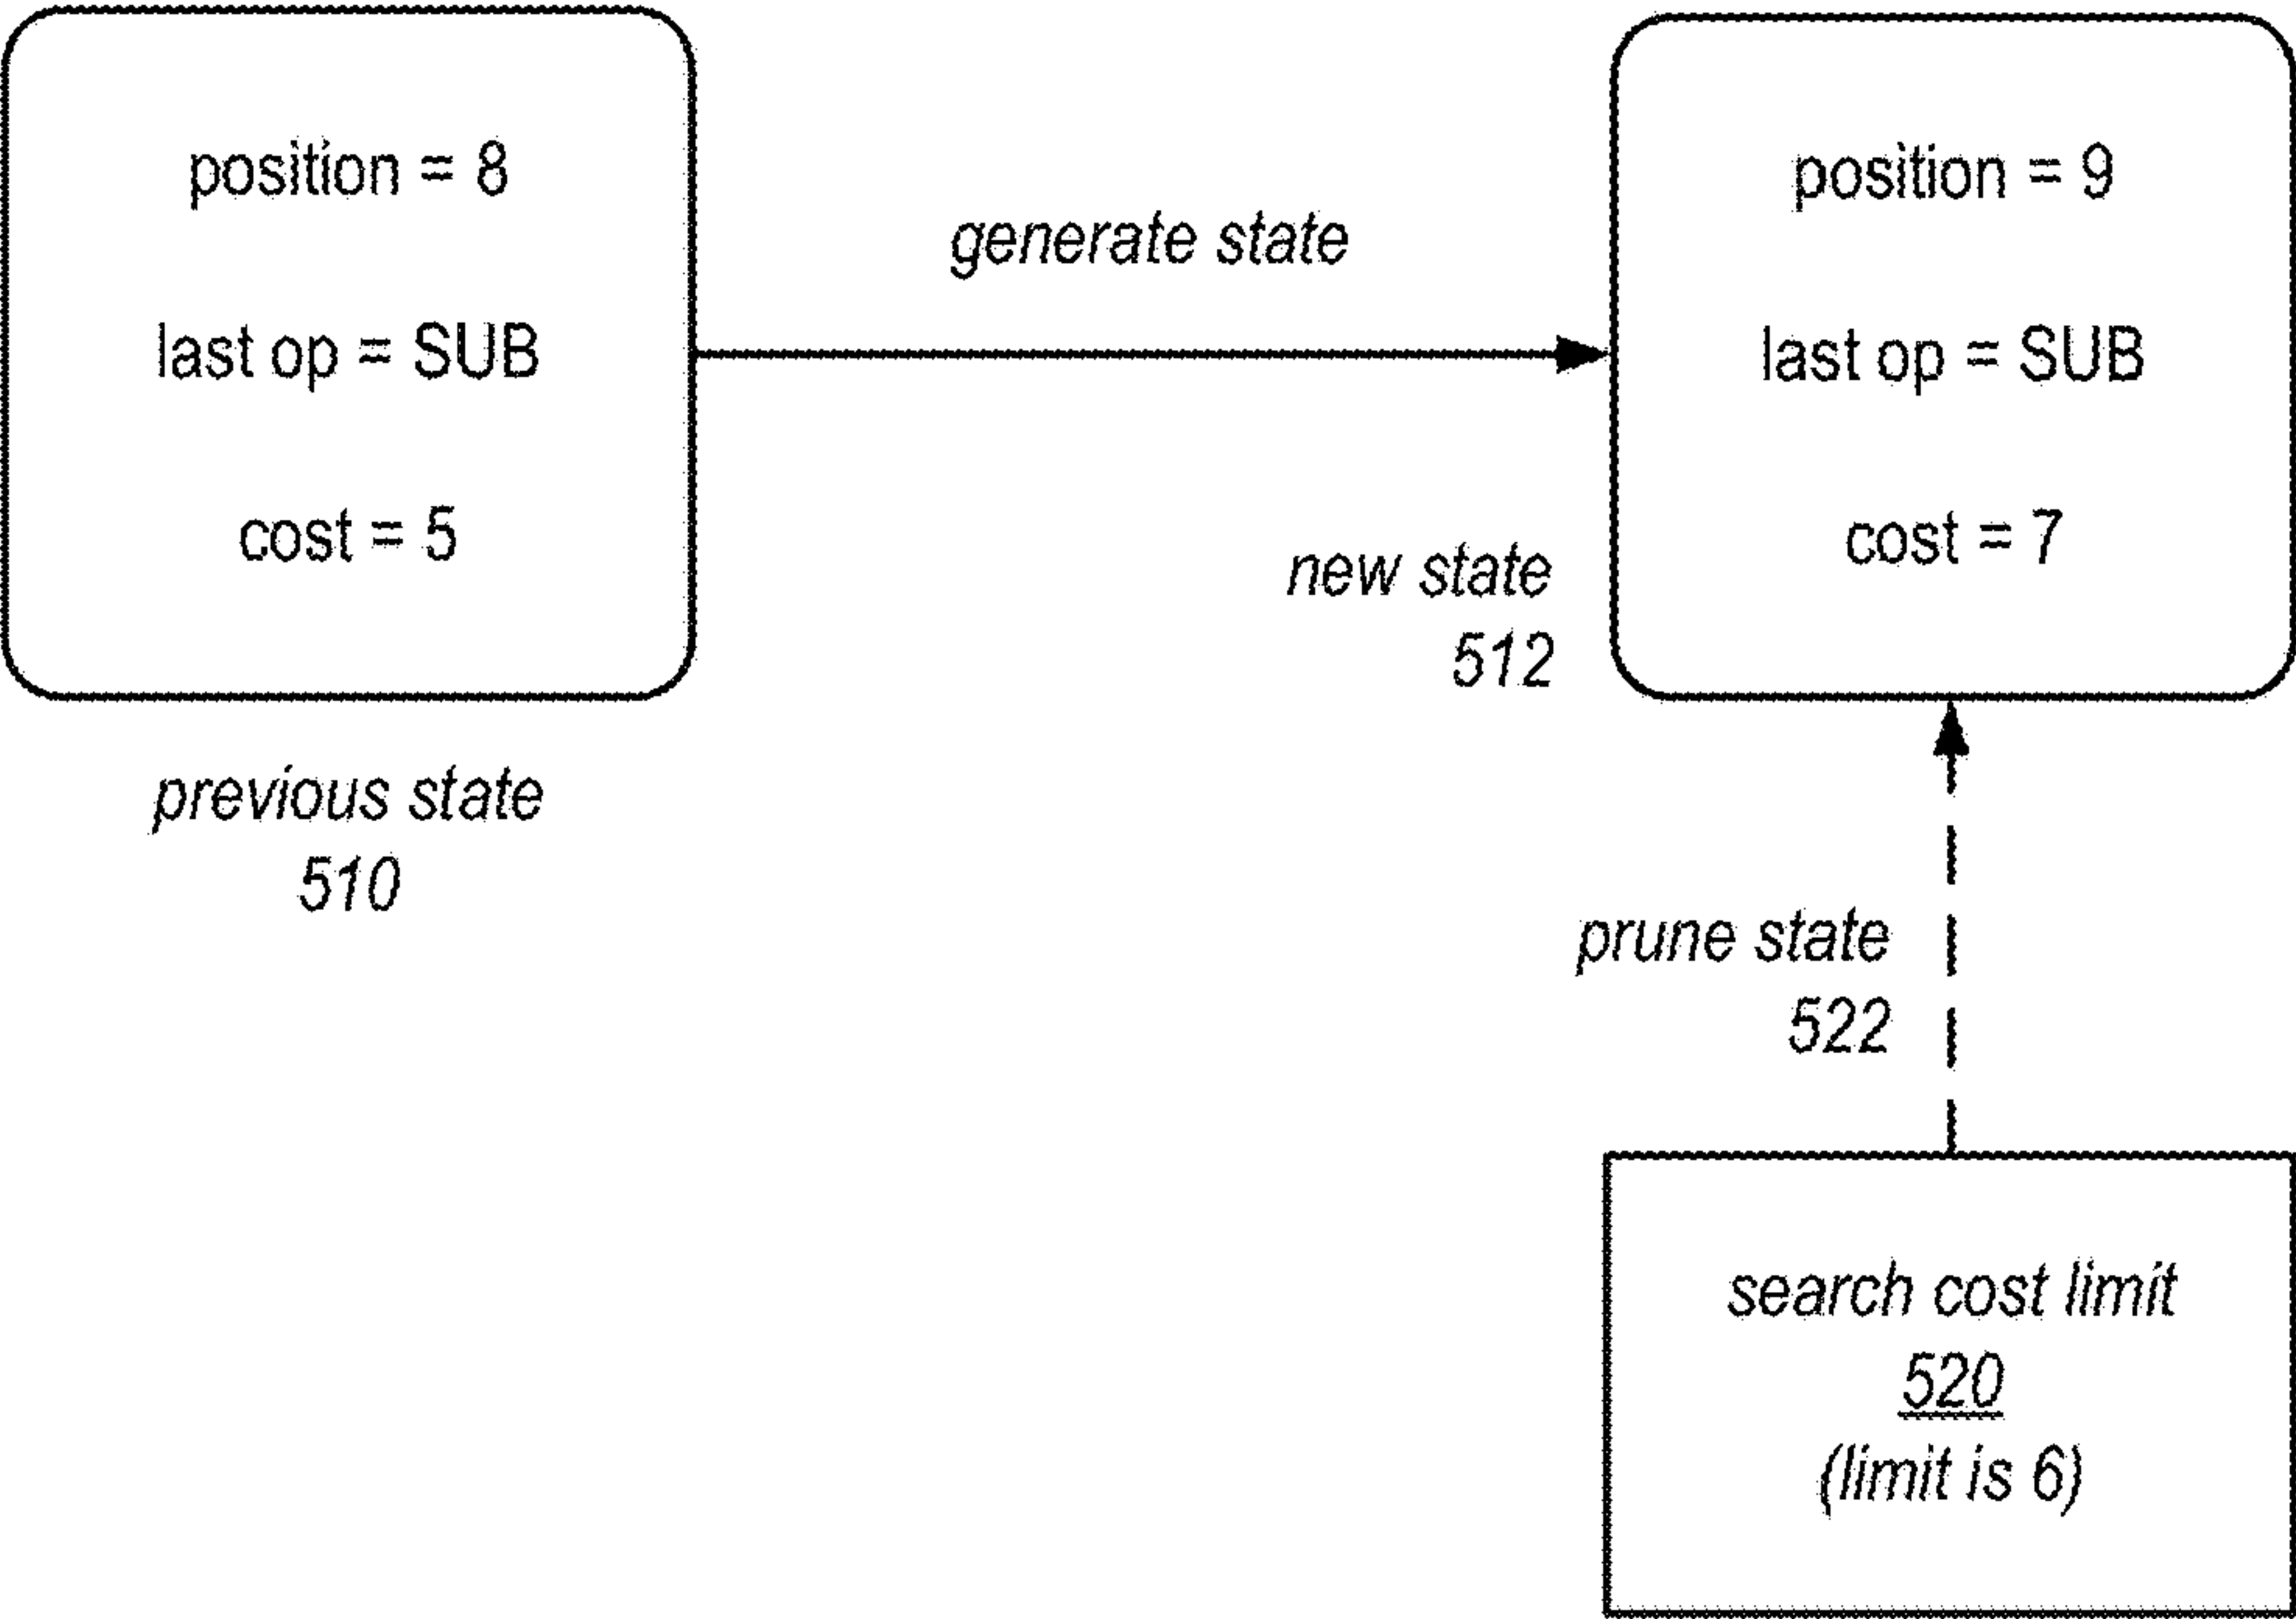 position = 8
last op = SUB
cost = 5
previous state
510
generate state
new state
512
position = 9
last op = SUB
cost = 7
prune state
522
search cost limit
520
(limit is 6)